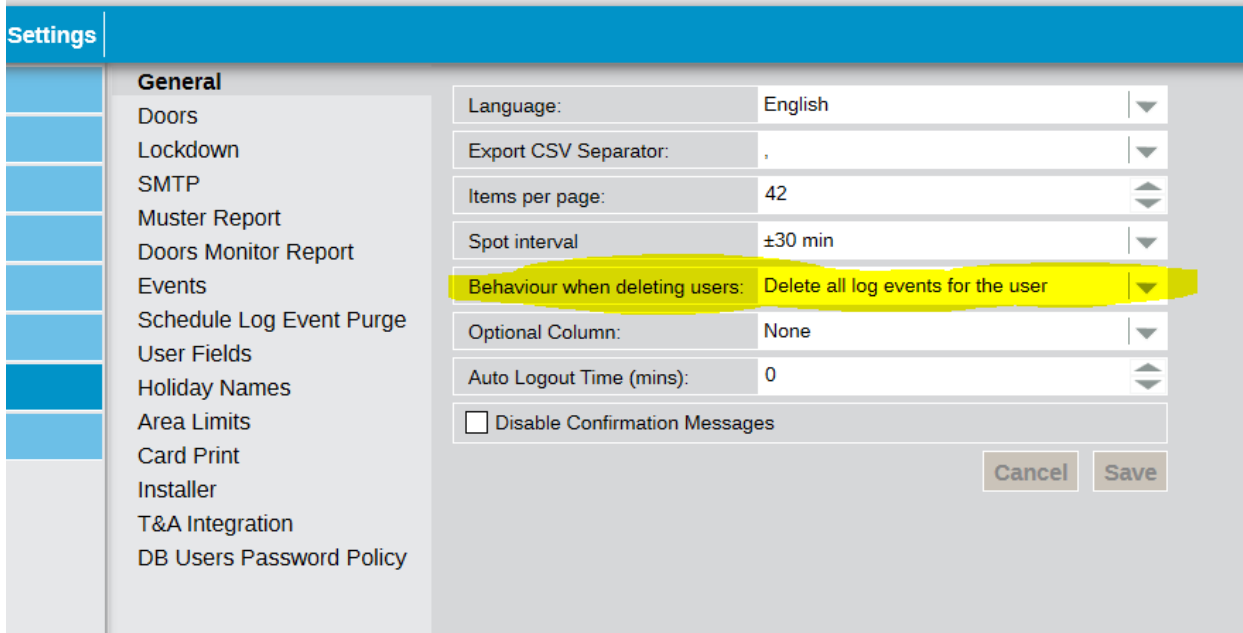 Settings
General
Doors
Lockdown
SMTP
Muster Report
Doors Monitor Report
Events
Schedule Log Event Purge
User Fields
Holiday Names
Area Limits
Card Print
Installer
T&A Integration
DB Users Password Policy
Language: English
Export CSV Separator: ,
Items per page: 42
Spot interval ±30 min
Behaviour when deleting users: Delete all log events for the user
Optional Column: None
Auto Logout Time (mins): 0
Disable Confirmation Messages
Cancel Save